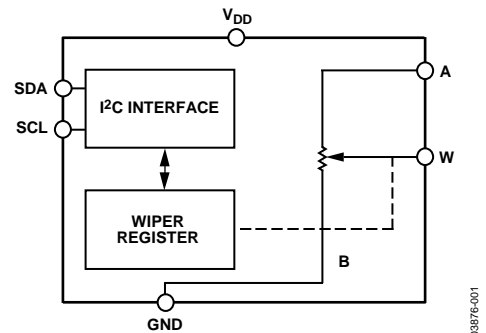 VDD
A
SDA
I2C INTERFACE
SCL
W
WIPER
REGISTER
B
GND
03876-001